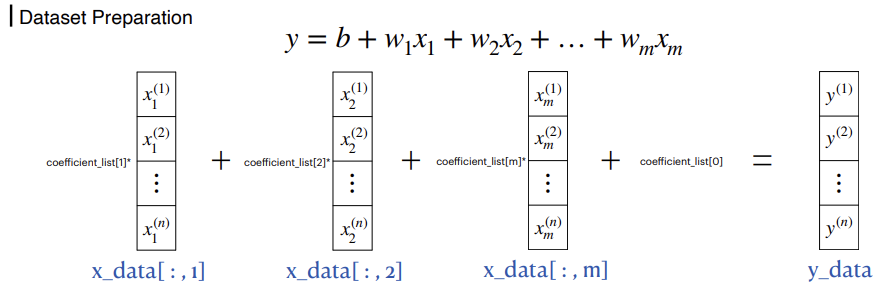 Dataset Preparation
y = b + w₁x₁ + w₂x₂ + … + wₘxₘ
x₁⁽¹⁾ x₂⁽¹⁾ xₘ⁽¹⁾ y⁽¹⁾
x₁⁽²⁾ x₂⁽²⁾ xₘ⁽²⁾ y⁽²⁾
coefficient_list[1]* ⋮ + coefficient_list[2]* ⋮ + coefficient_list[m]* ⋮ + coefficient_list[0] = ⋮
x₁⁽ⁿ⁾ x₂⁽ⁿ⁾ xₘ⁽ⁿ⁾ y⁽ⁿ⁾
x_data[ : , 1] x_data[ : , 2] x_data[ : , m] y_data